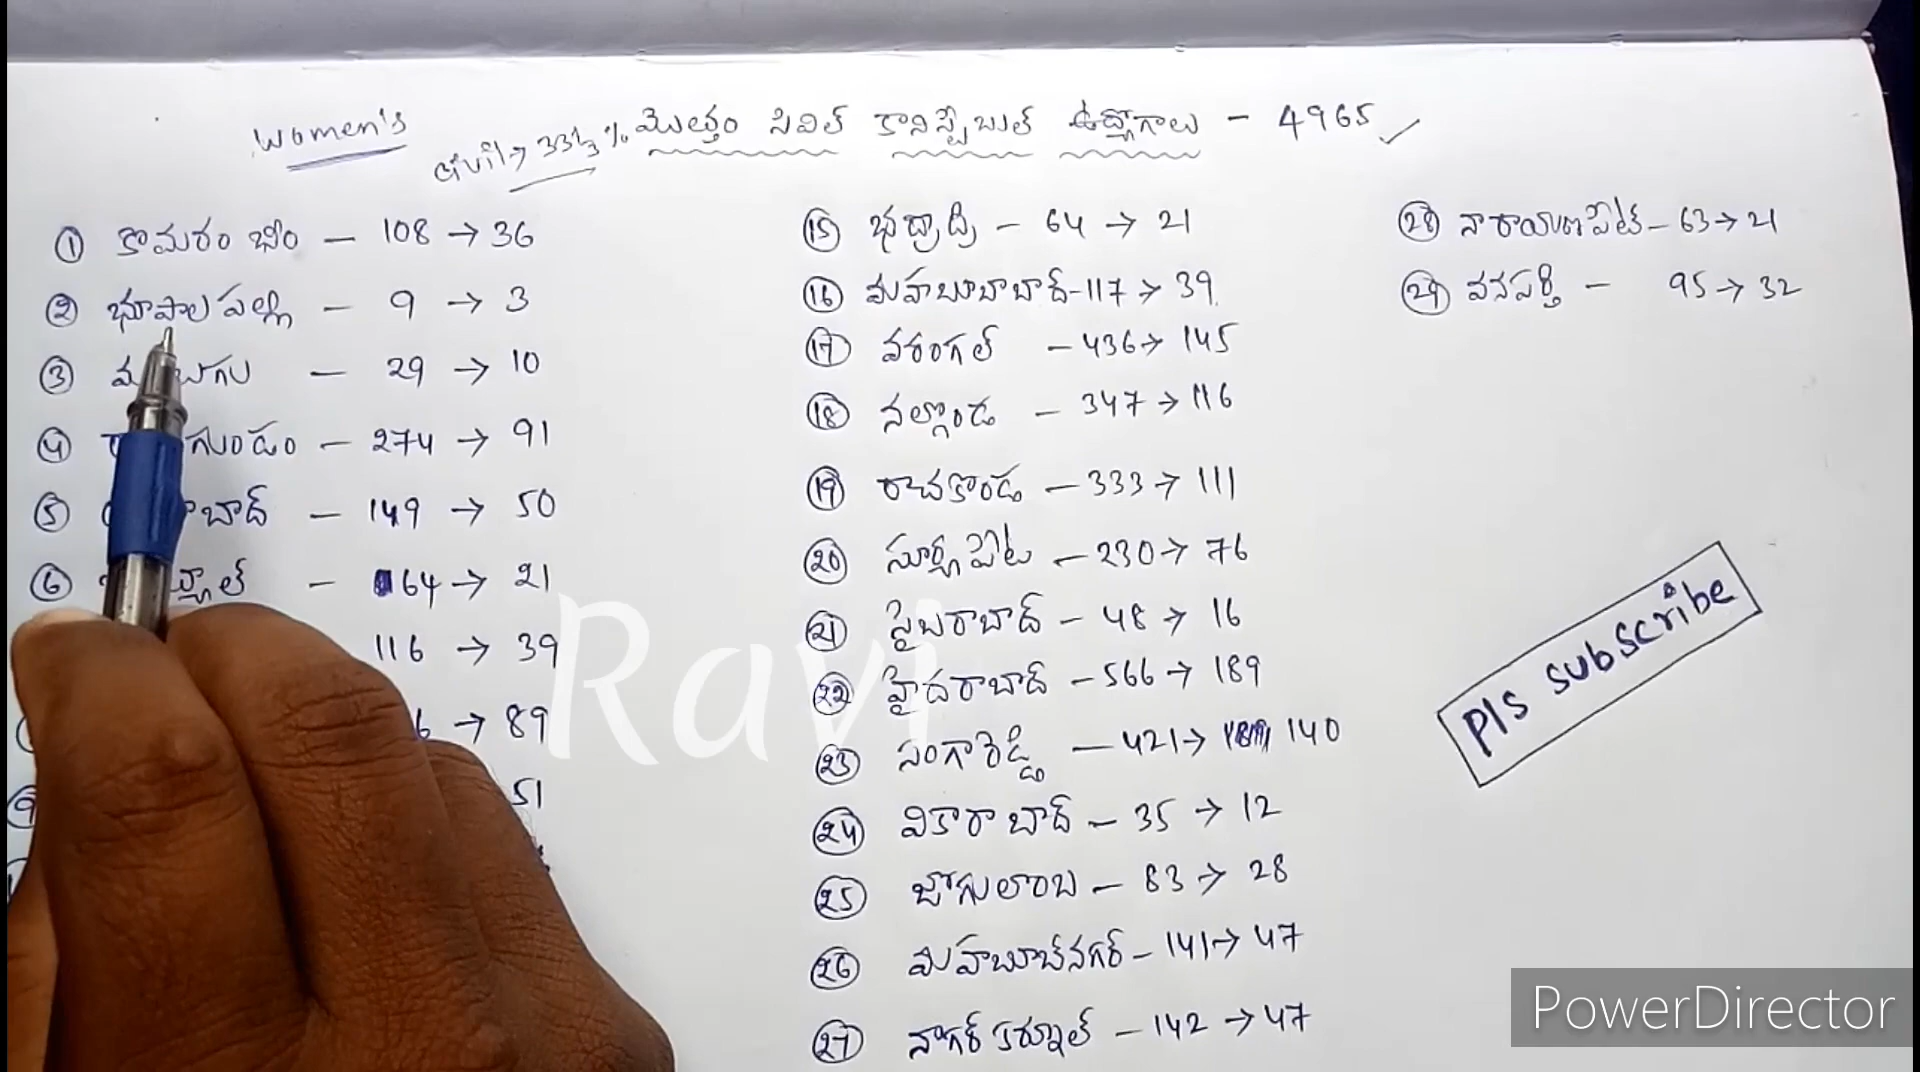 women's
civil → 33⅓ % మొత్తం సివిల్ కానిస్టేబుల్ ఉద్యోగాలు - 4965 ✓
① కొమరం భీం - 108 → 36
② భూపాల పల్లి - 9 → 3
③ - 29 → 10
④ గుండం - 274 → 91
⑤ బాద్ - 149 → 50
⑥ - 64 → 21
116 → 39
6 → 89
51
⑮ భద్రాద్రి - 64 → 21
⑯ మహబూబాబాద్ - 117 → 39
⑰ వరంగల్ - 436 → 145
⑱ నల్గొండ - 347 → 116
⑲ రాచకొండ - 333 → 111
⑳ సూర్యాపేట - 230 → 76
㉑ సైబరాబాద్ - 48 → 16
㉒ హైదరాబాద్ - 566 → 189
㉓ సంగారెడ్డి - 421 → 140
㉔ వికారాబాద్ - 35 → 12
㉕ జోగులాంబ - 83 → 28
㉖ మహబూబ్‌నగర్ - 141 → 47
㉗ నాగర్ కర్నూల్ - 142 → 47
㉘ నారాయణపేట్ - 63 → 21
㉙ వనపర్తి - 95 → 32
Pls subscribe
Ravi
PowerDirector